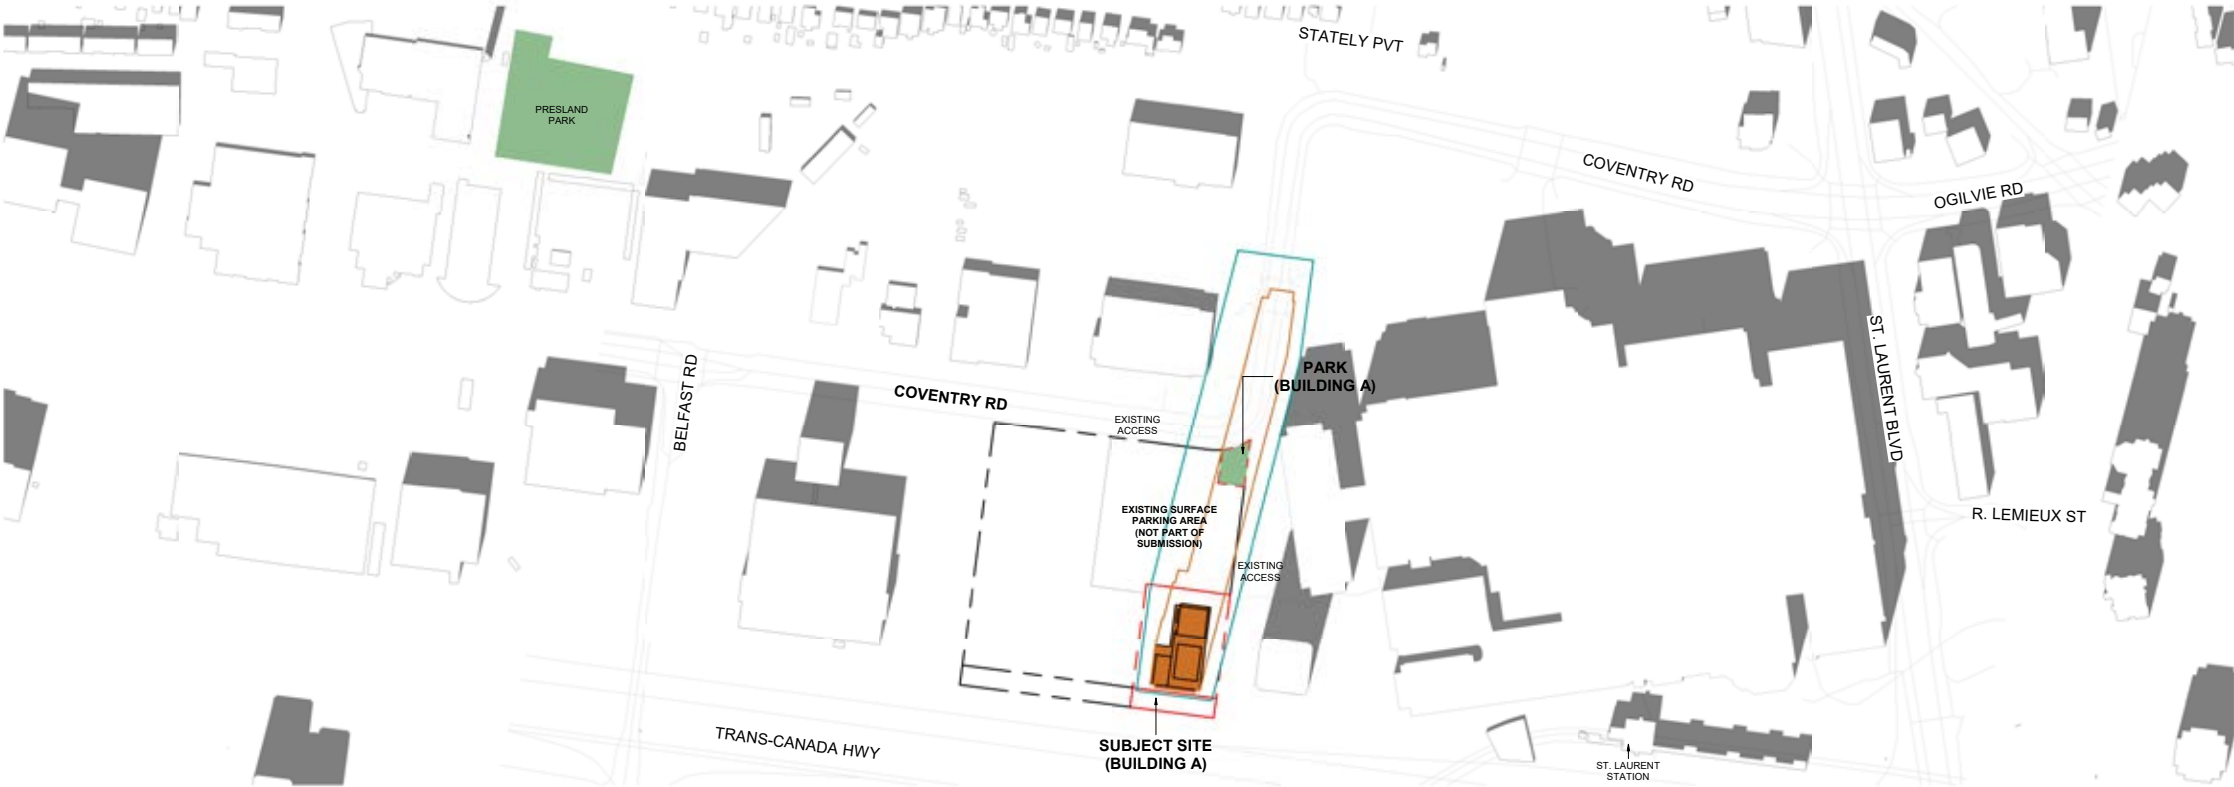 STATELY PVT
PRESLAND
PARK
COVENTRY RD
OGILVIE RD
ST. LAURENT BLVD
BELFAST RD
PARK
(BUILDING A)
COVENTRY RD
EXISTING
ACCESS
EXISTING SURFACE
PARKING AREA
(NOT PART OF
SUBMISSION)
R. LEMIEUX ST
EXISTING
ACCESS
TRANS-CANADA HWY
SUBJECT SITE
(BUILDING A)
ST. LAURENT
STATION